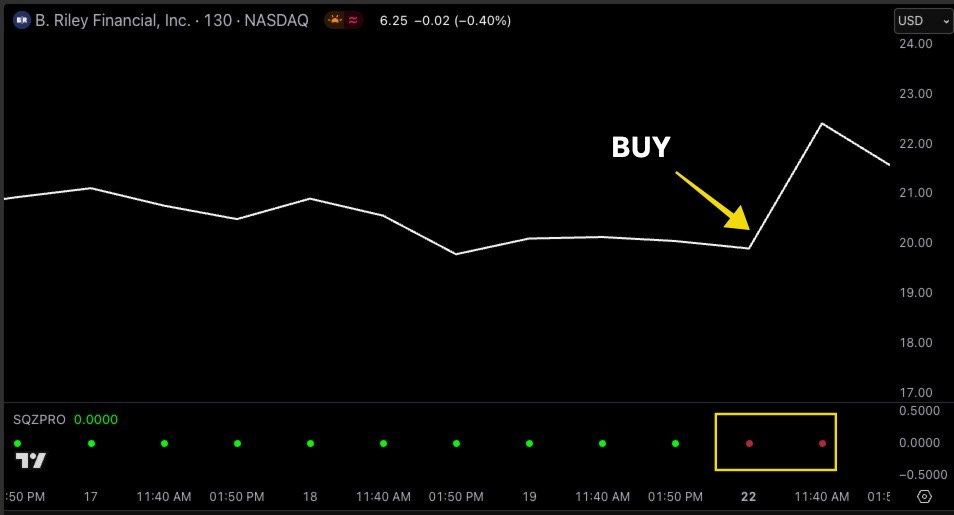 BR B. Riley Financial, Inc. · 130 · NASDAQ ≈ 6.25 −0.02 (−0.40%) USD
24.00
23.00
BUY
22.00
21.00
20.00
19.00
18.00
17.00
SQZPRO 0.0000
0.5000
0.0000
−0.5000
:50 PM 17 11:40 AM 01:50 PM 18 11:40 AM 01:50 PM 19 11:40 AM 01:50 PM 22 11:40 AM 01:5